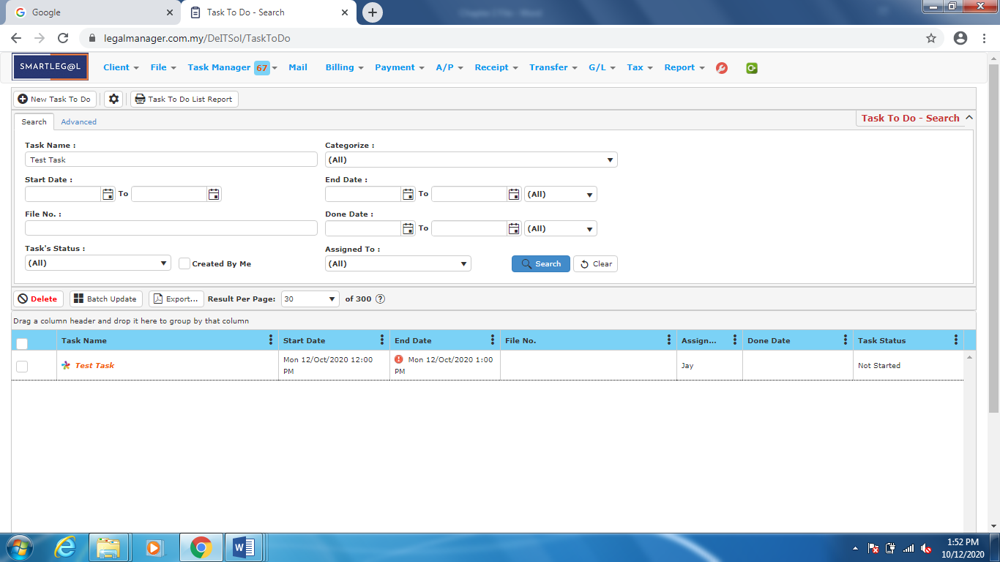 Google
Task To Do - Search
legalmanager.com.my/DeITSol/TaskToDo
SMARTLEG@L
Client File Task Manager 67 Mail Billing Payment A/P Receipt Transfer G/L Tax Report
New Task To Do Task To Do List Report
Search Advanced Task To Do - Search
Task Name : Categorize :
Test Task (All)
Start Date : End Date :
To To (All)
File No. : Done Date :
To (All)
Task's Status : Assigned To :
(All) Created By Me (All) Search Clear
Delete Batch Update Export... Result Per Page: 30 of 300 ?
Drag a column header and drop it here to group by that column
Task Name Start Date End Date File No. Assign... Done Date Task Status
Test Task Mon 12/Oct/2020 12:00 PM Mon 12/Oct/2020 1:00 PM Jay Not Started
1:52 PM
10/12/2020